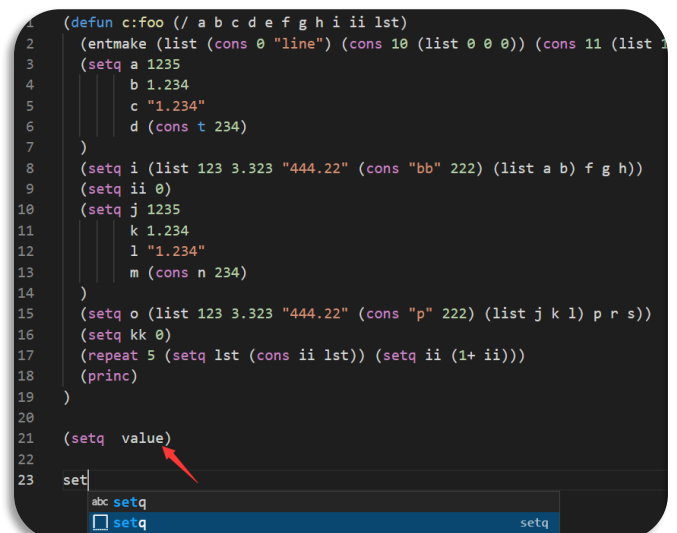 1 (defun c:foo (/ a b c d e f g h i ii lst)
2 (entmake (list (cons 0 "line") (cons 10 (list 0 0 0)) (cons 11 (list 1
3 (setq a 1235
4 b 1.234
5 c "1.234"
6 d (cons t 234)
7 )
8 (setq i (list 123 3.323 "444.22" (cons "bb" 222) (list a b) f g h))
9 (setq ii 0)
10 (setq j 1235
11 k 1.234
12 l "1.234"
13 m (cons n 234)
14 )
15 (setq o (list 123 3.323 "444.22" (cons "p" 222) (list j k l) p r s))
16 (setq kk 0)
17 (repeat 5 (setq lst (cons ii lst)) (setq ii (1+ ii)))
18 (princ)
19 )
20
21 (setq  value)
22
23 set
abc setq
setq setq